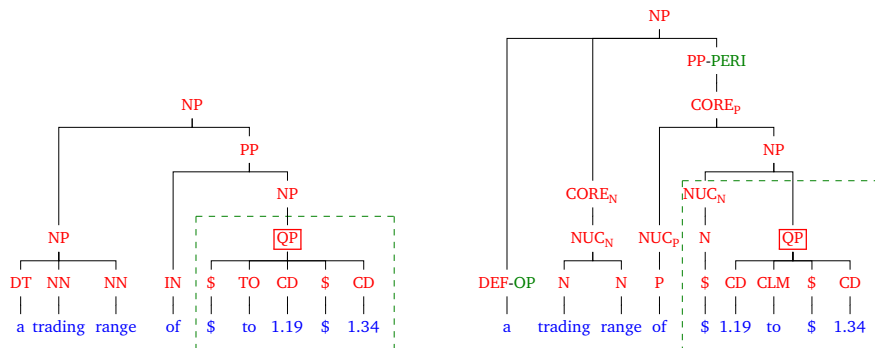 NP
PP
NP
NP QP
DT NN NN IN $ TO CD $ CD
a trading range of $ to 1.19 $ 1.34
NP
PP-PERI
CORE_P
NP
CORE_N NUC_N
NUC_N NUC_P N QP
DEF-OP N N P $ CD CLM $ CD
a trading range of $ 1.19 to $ 1.34